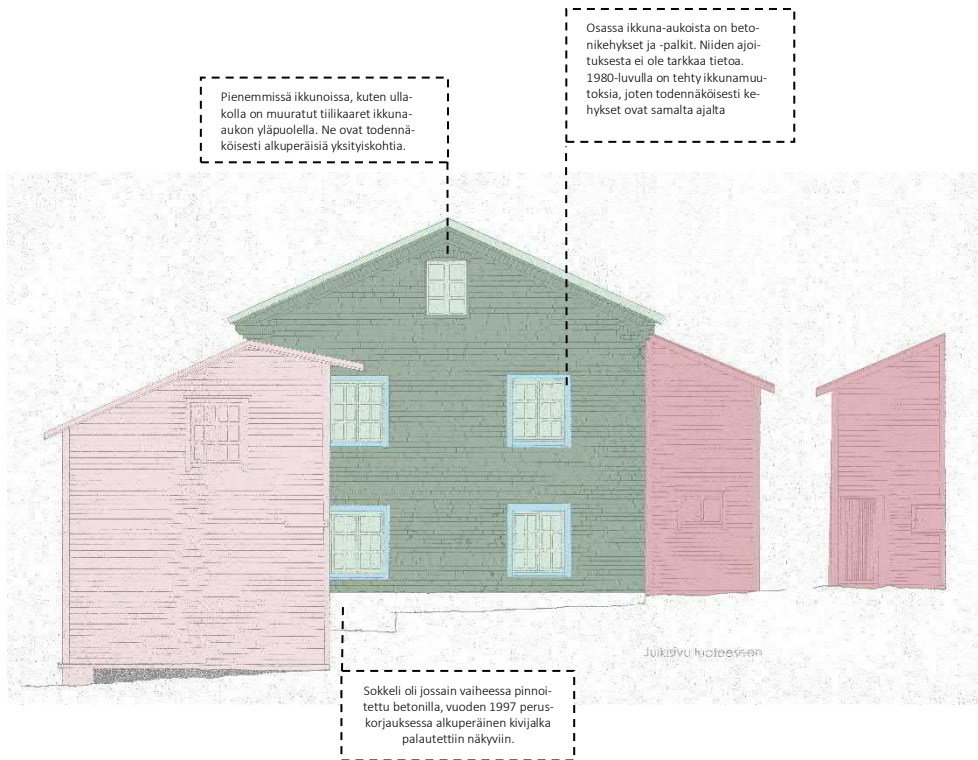 Osassa ikkuna-aukoista on beto-
nikehykset ja -palkit. Niiden ajoi-
tuksesta ei ole tarkkaa tietoa.
1980-luvulla on tehty ikkunamuu-
toksia, joten todennäköisesti ke-
hykset ovat samalta ajalta
Pienemmissä ikkunoissa, kuten ulla-
kolla on muuratut tiilikaaret ikkuna-
aukon yläpuolella. Ne ovat todennä-
köisesti alkuperäisiä yksityiskohtia.
Julkisivu luoteeseen
Sokkeli oli jossain vaiheessa pinnoi-
tettu betonilla, vuoden 1997 perus-
korjauksessa alkuperäinen kivijalka
palautettiin näkyviin.